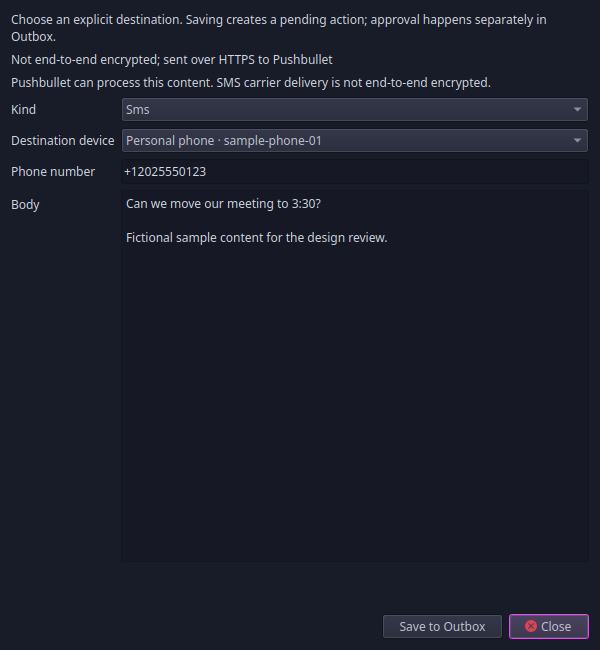 Choose an explicit destination. Saving creates a pending action; approval happens separately in
Outbox.
Not end-to-end encrypted; sent over HTTPS to Pushbullet
Pushbullet can process this content. SMS carrier delivery is not end-to-end encrypted.
Kind Sms
Destination device Personal phone · sample-phone-01
Phone number +12025550123
Body Can we move our meeting to 3:30?
Fictional sample content for the design review.
Save to Outbox Close